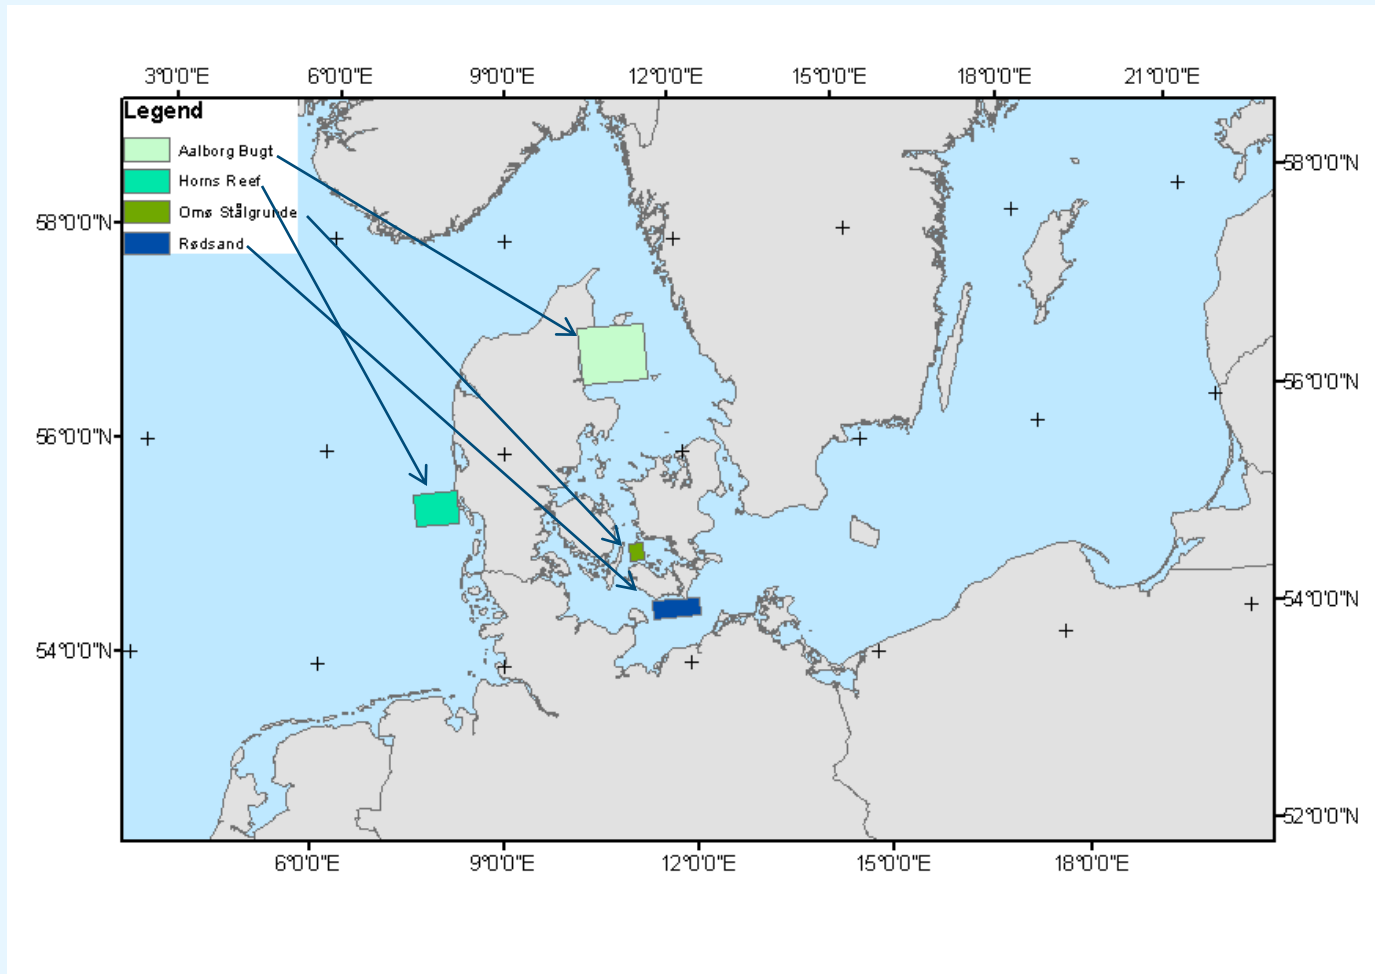 3°0'0"E 6°0'0"E 9°0'0"E 12°0'0"E 15°0'0"E 18°0'0"E 21°0'0"E
Legend
Aalborg Bugt
Horns Reef
Omø Stålgrunde
Rødsand
58°0'0"N
58°0'0"N
56°0'0"N
56°0'0"N
54°0'0"N
54°0'0"N
52°0'0"N
6°0'0"E 9°0'0"E 12°0'0"E 15°0'0"E 18°0'0"E